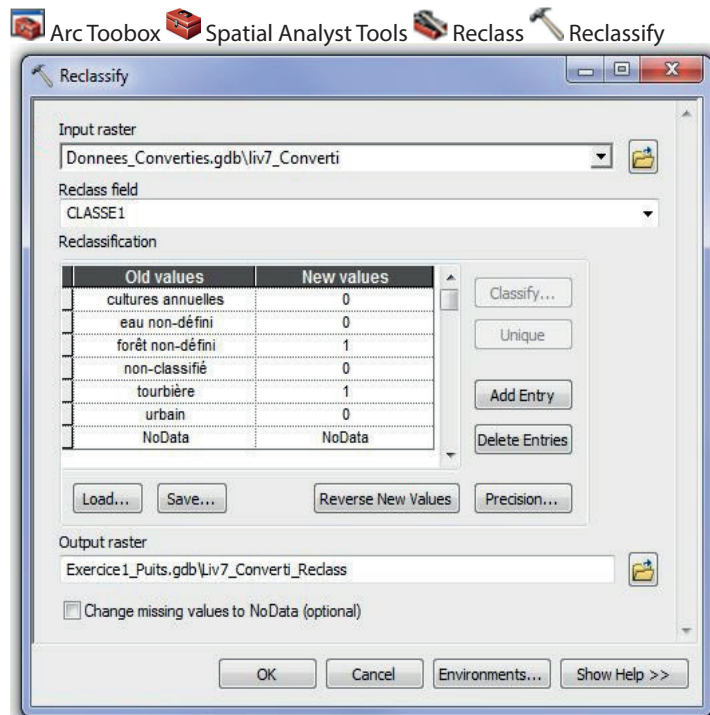 Arc Toobox Spatial Analyst Tools Reclass Reclassify
Reclassify
Input raster
Donnees_Converties.gdb\liv7_Converti
Reclass field
CLASSE1
Reclassification
Old values New values
cultures annuelles 0
eau non-défini 0
forêt non-défini 1
non-classifié 0
tourbière 1
urbain 0
NoData NoData
Classify...
Unique
Add Entry
Delete Entries
Load... Save... Reverse New Values Precision...
Output raster
Exercice1_Puits.gdb\Liv7_Converti_Reclass
Change missing values to NoData (optional)
OK Cancel Environments... Show Help >>